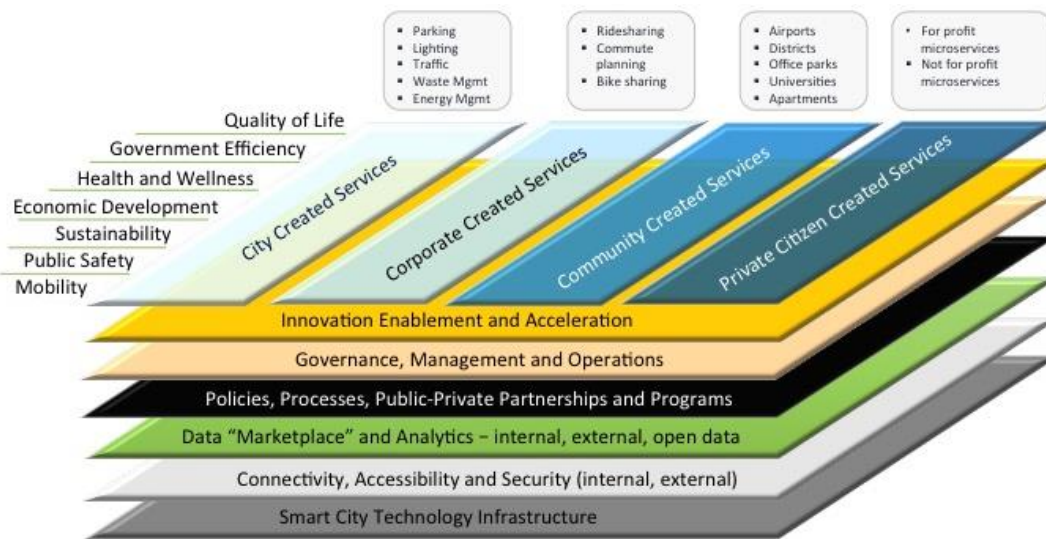 Parking
Lighting
Traffic
Waste Mgmt
Energy Mgmt
Ridesharing
Commute
planning
Bike sharing
Airports
Districts
Office parks
Universities
Apartments
For profit
microservices
Not for profit
microservices
Quality of Life
Government Efficiency
Health and Wellness
Economic Development
Sustainability
Public Safety
Mobility
City Created Services
Corporate Created Services
Community Created Services
Private Citizen Created Services
Innovation Enablement and Acceleration
Governance, Management and Operations
Policies, Processes, Public-Private Partnerships and Programs
Data “Marketplace” and Analytics – internal, external, open data
Connectivity, Accessibility and Security (internal, external)
Smart City Technology Infrastructure